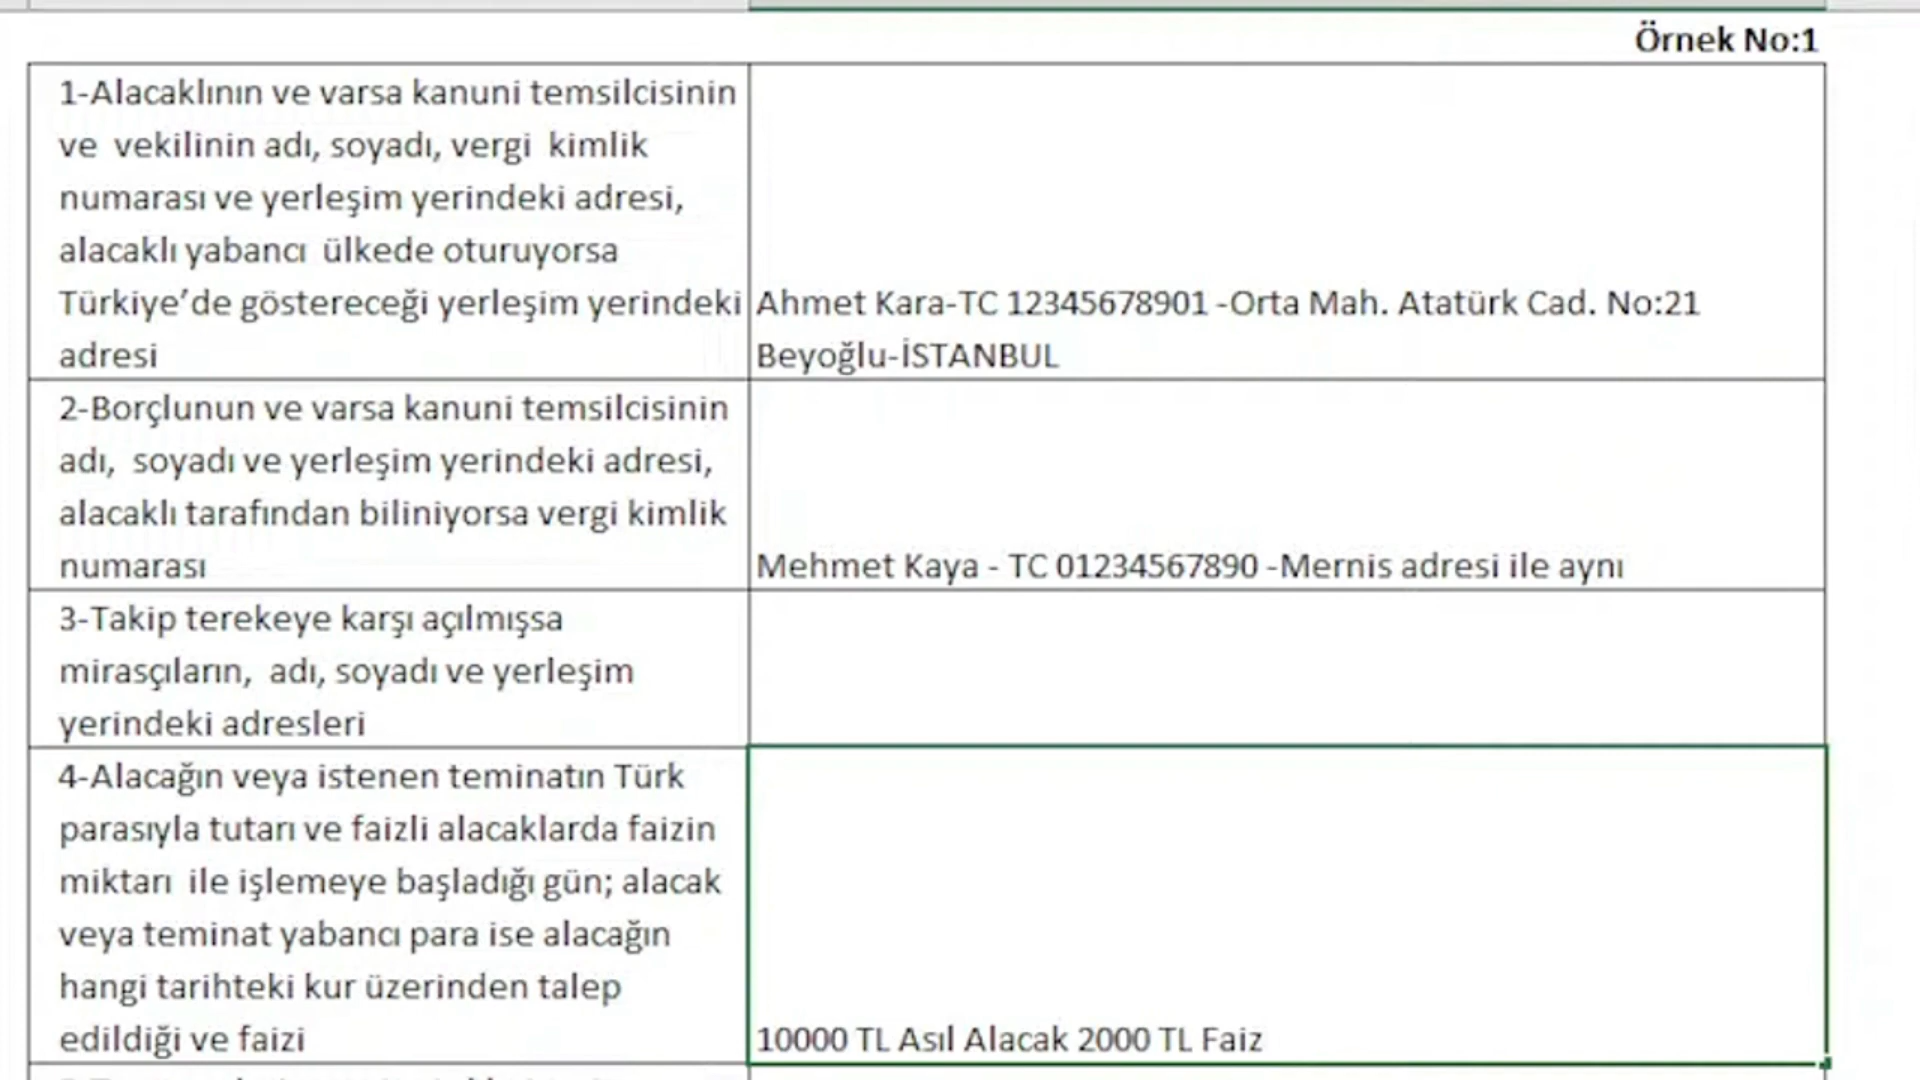 Örnek No:1
1-Alacaklının ve varsa kanuni temsilcisinin
ve vekilinin adı, soyadı, vergi kimlik
numarası ve yerleşim yerindeki adresi,
alacaklı yabancı ülkede oturuyorsa
Türkiye’de göstereceği yerleşim yerindeki
adresi
Ahmet Kara-TC 12345678901 -Orta Mah. Atatürk Cad. No:21
Beyoğlu-İSTANBUL
2-Borçlunun ve varsa kanuni temsilcisinin
adı, soyadı ve yerleşim yerindeki adresi,
alacaklı tarafından biliniyorsa vergi kimlik
numarası
Mehmet Kaya - TC 01234567890 -Mernis adresi ile aynı
3-Takip terekeye karşı açılmışsa
mirasçıların, adı, soyadı ve yerleşim
yerindeki adresleri
4-Alacağın veya istenen teminatın Türk
parasıyla tutarı ve faizli alacaklarda faizin
miktarı ile işlemeye başladığı gün; alacak
veya teminat yabancı para ise alacağın
hangi tarihteki kur üzerinden talep
edildiği ve faizi
10000 TL Asıl Alacak 2000 TL Faiz